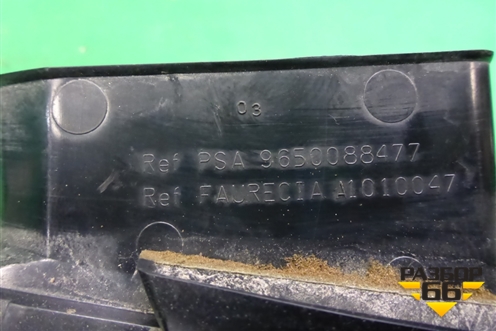 03
Ref PSA 9650088477
Ref FAURECIA A1010047
РАЗБОР
66